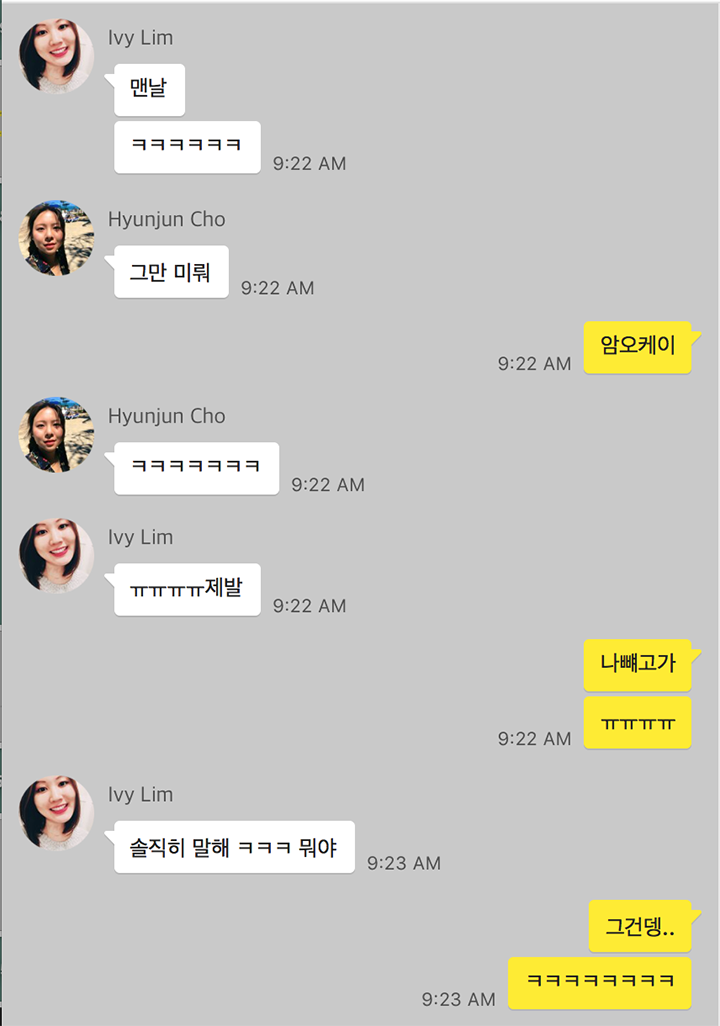 Ivy Lim
맨날
ㅋㅋㅋㅋㅋㅋ
9:22 AM
Hyunjun Cho
그만 미뤄
9:22 AM
암오케이
9:22 AM
Hyunjun Cho
ㅋㅋㅋㅋㅋㅋㅋ
9:22 AM
Ivy Lim
ㅠㅠㅠㅠ제발
9:22 AM
나뺴고가
ㅠㅠㅠㅠ
9:22 AM
Ivy Lim
솔직히 말해 ㅋㅋㅋ 뭐야
9:23 AM
그건뎅..
ㅋㅋㅋㅋㅋㅋㅋㅋ
9:23 AM